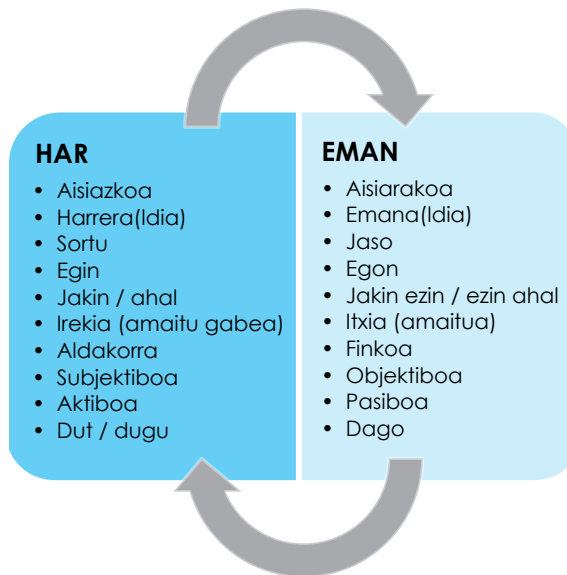 HAR
• Aisiazkoa
• Harrera(ldia)
• Sortu
• Egin
• Jakin / ahal
• Irekia (amaitu gabea)
• Aldakorra
• Subjektiboa
• Aktiboa
• Dut / dugu
EMAN
• Aisiarakoa
• Emana(ldia)
• Jaso
• Egon
• Jakin ezin / ezin ahal
• Itxia (amaitua)
• Finkoa
• Objektiboa
• Pasiboa
• Dago